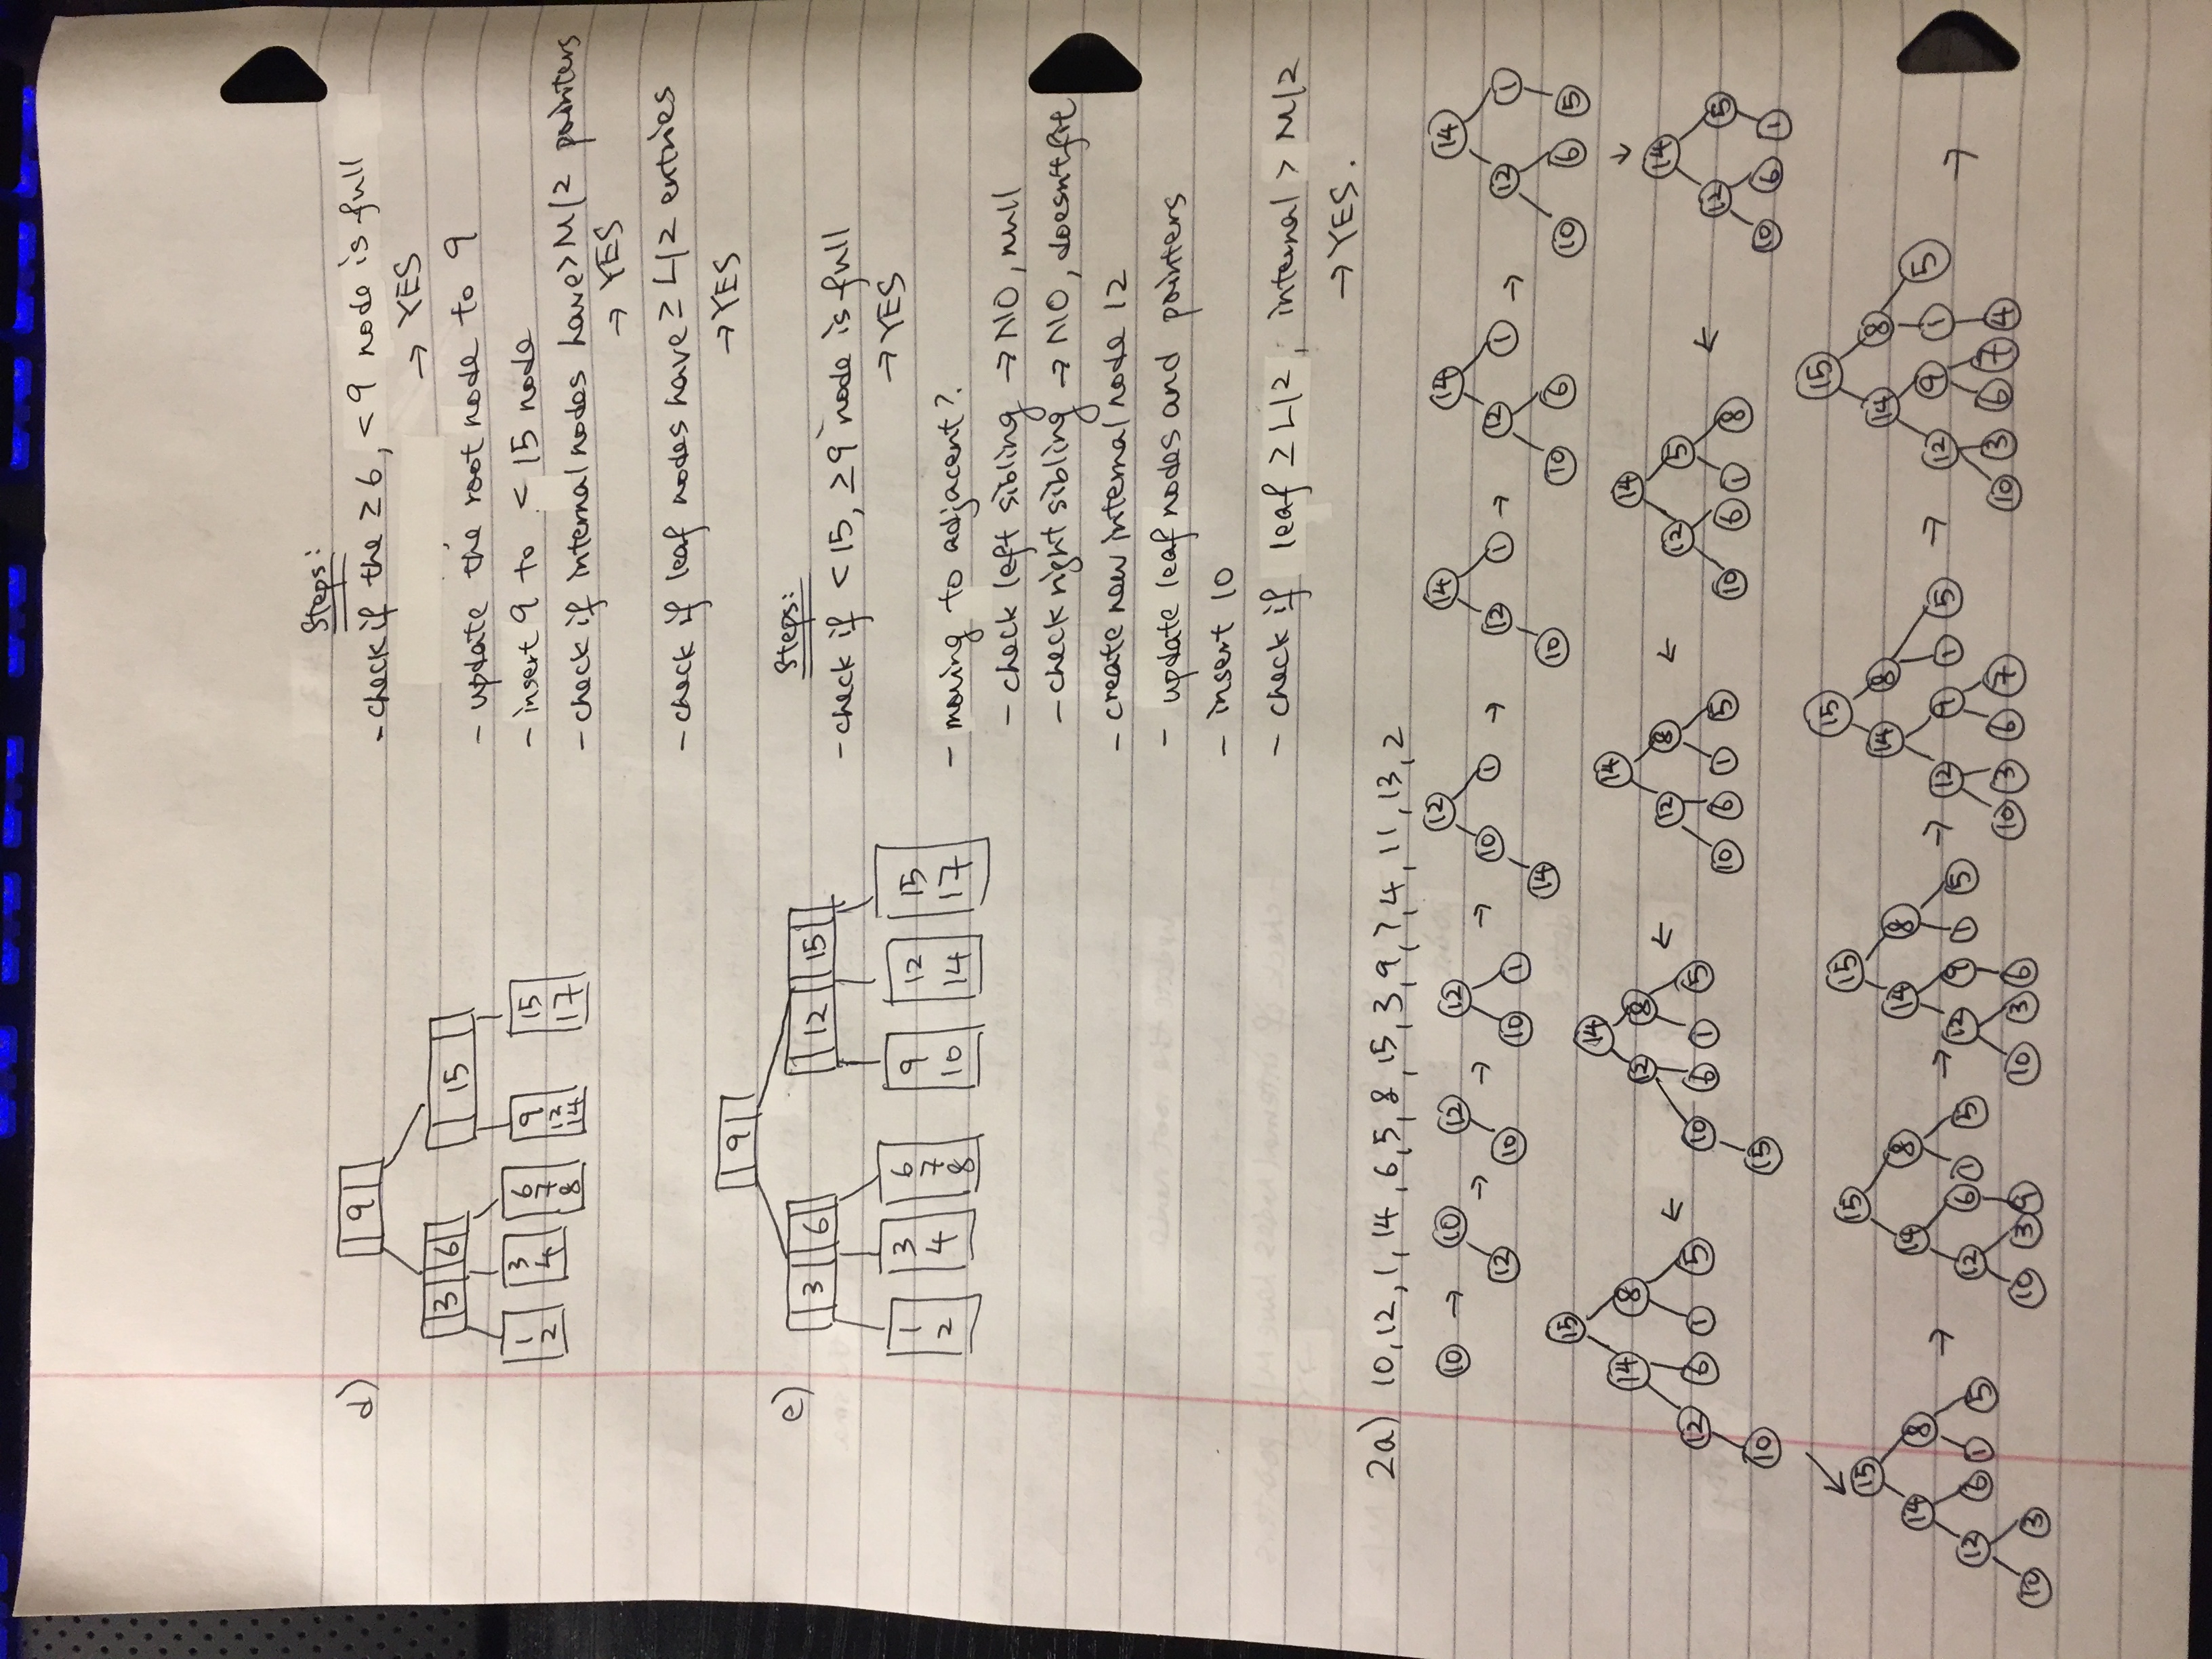 d)
9
3 6 15
1 3 6 9 15
2 4 7 12 17
8 14
Steps:
- check if the ≥ 6, < 9 node is full
→ YES
- update the root node to 9
- insert 9 to < 15 node
- check if internal nodes have > M/2 pointers
→ YES
- check if leaf nodes have ≥ L/2 entries
→ YES
e)
9
3 6 12 15
1 3 6 9 12 15
2 4 7 10 14 17
8
Steps:
- check if < 15, ≥ 9 node is full
→ YES
- moving to adjacent?
- check left sibling → NO, null
- check right sibling → NO, doesn't fit
- create new internal node 12
- update leaf nodes and pointers
- insert 10
- check if leaf ≥ L/2, internal > M/2
→ YES.
2a) 10, 12, 1, 14, 6, 5, 8, 15, 3, 9, 7, 4, 11, 13, 2
10 → 10 → 12 → 12 → 12 → 14 → 14 → 14
12 10 10 1 10 1 12 1 12 1 12 1
14 10 10 6 10 6 5
↓
15 ← 14 ← 14 ← 14 ← 14
14 8 12 8 12 8 12 5 12 5
12 6 1 5 10 6 1 5 10 6 1 5 10 6 1 8 10 6 1
10 15
↙
15 → 15 → 15 → 15 → 15 →
14 8 14 8 14 8 14 8 14 8
12 6 1 5 12 6 1 5 12 9 1 5 12 9 1 5 12 9 1 5
10 3 10 3 9 10 3 6 10 3 6 7 10 3 6 7 4